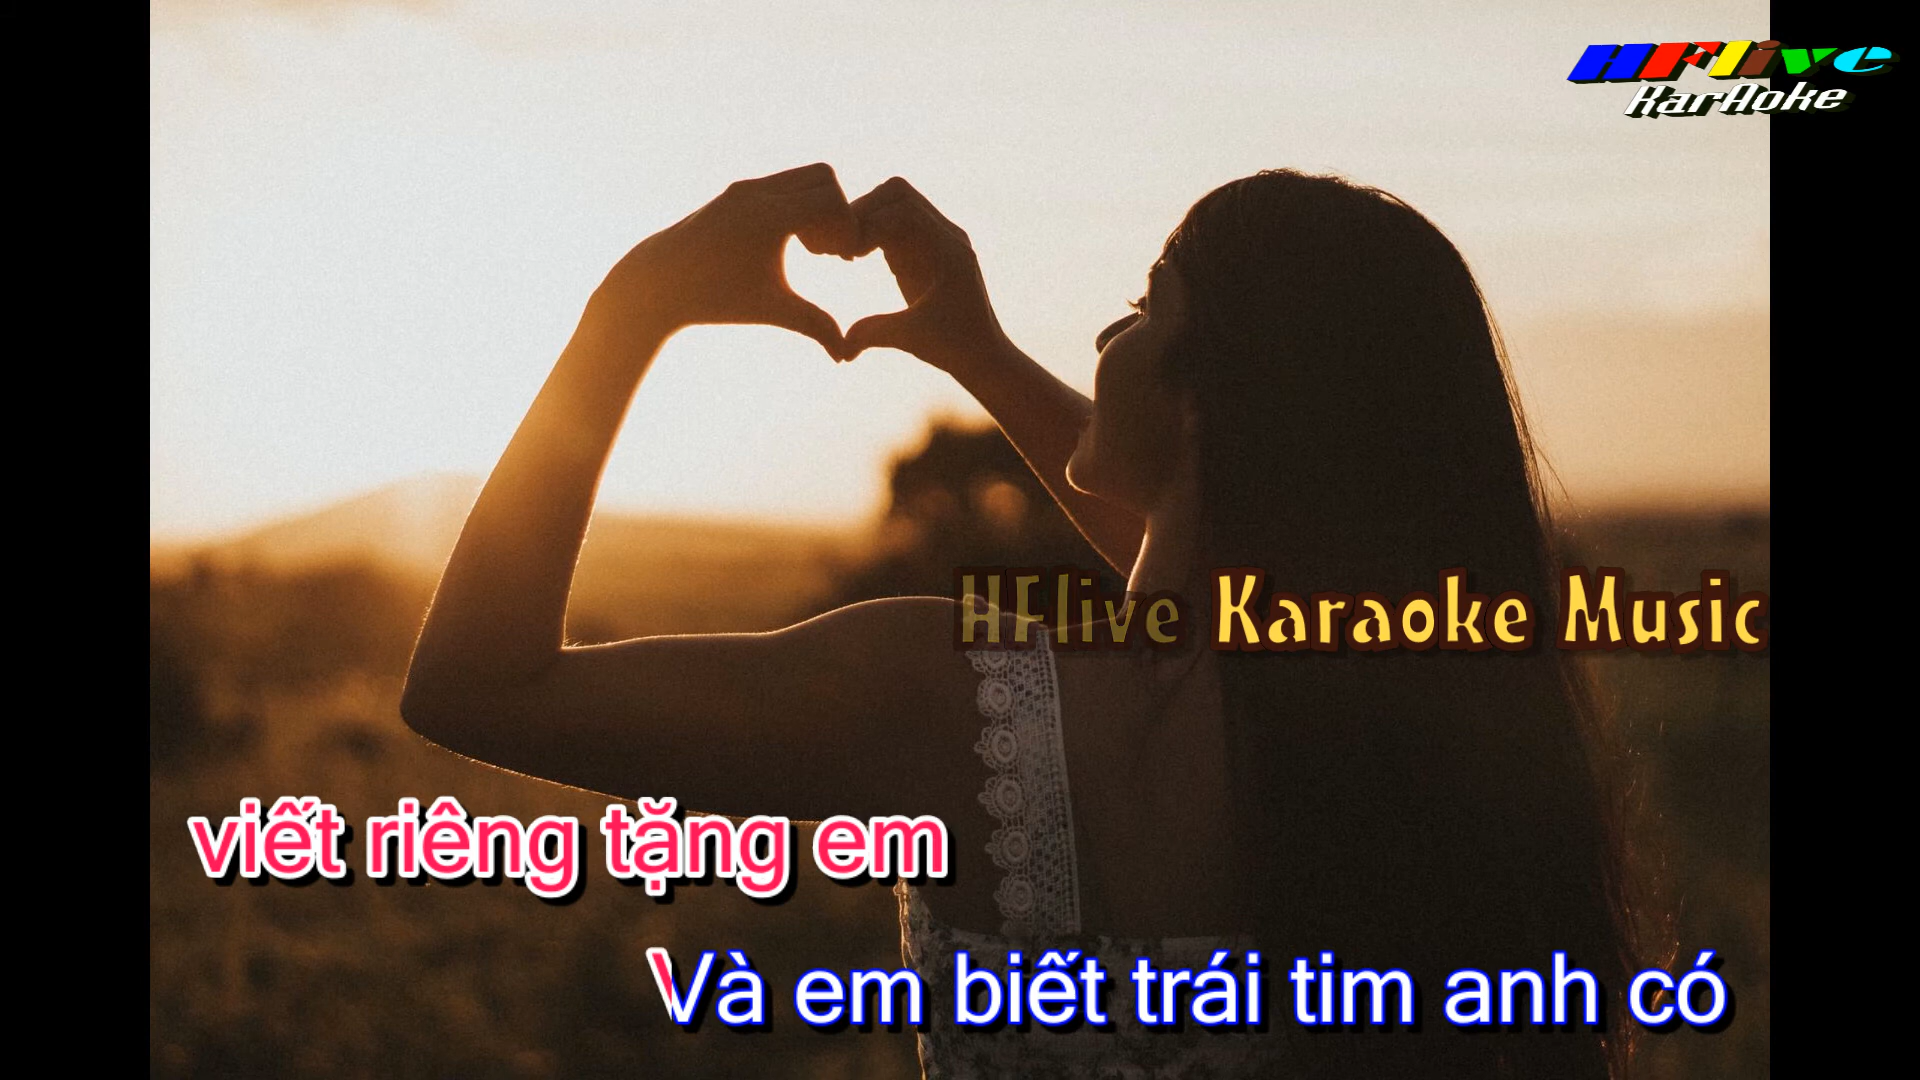 HFlive
KarAoke
HFlive Karaoke Music
viết riêng tặng em
Và em biết trái tim anh có